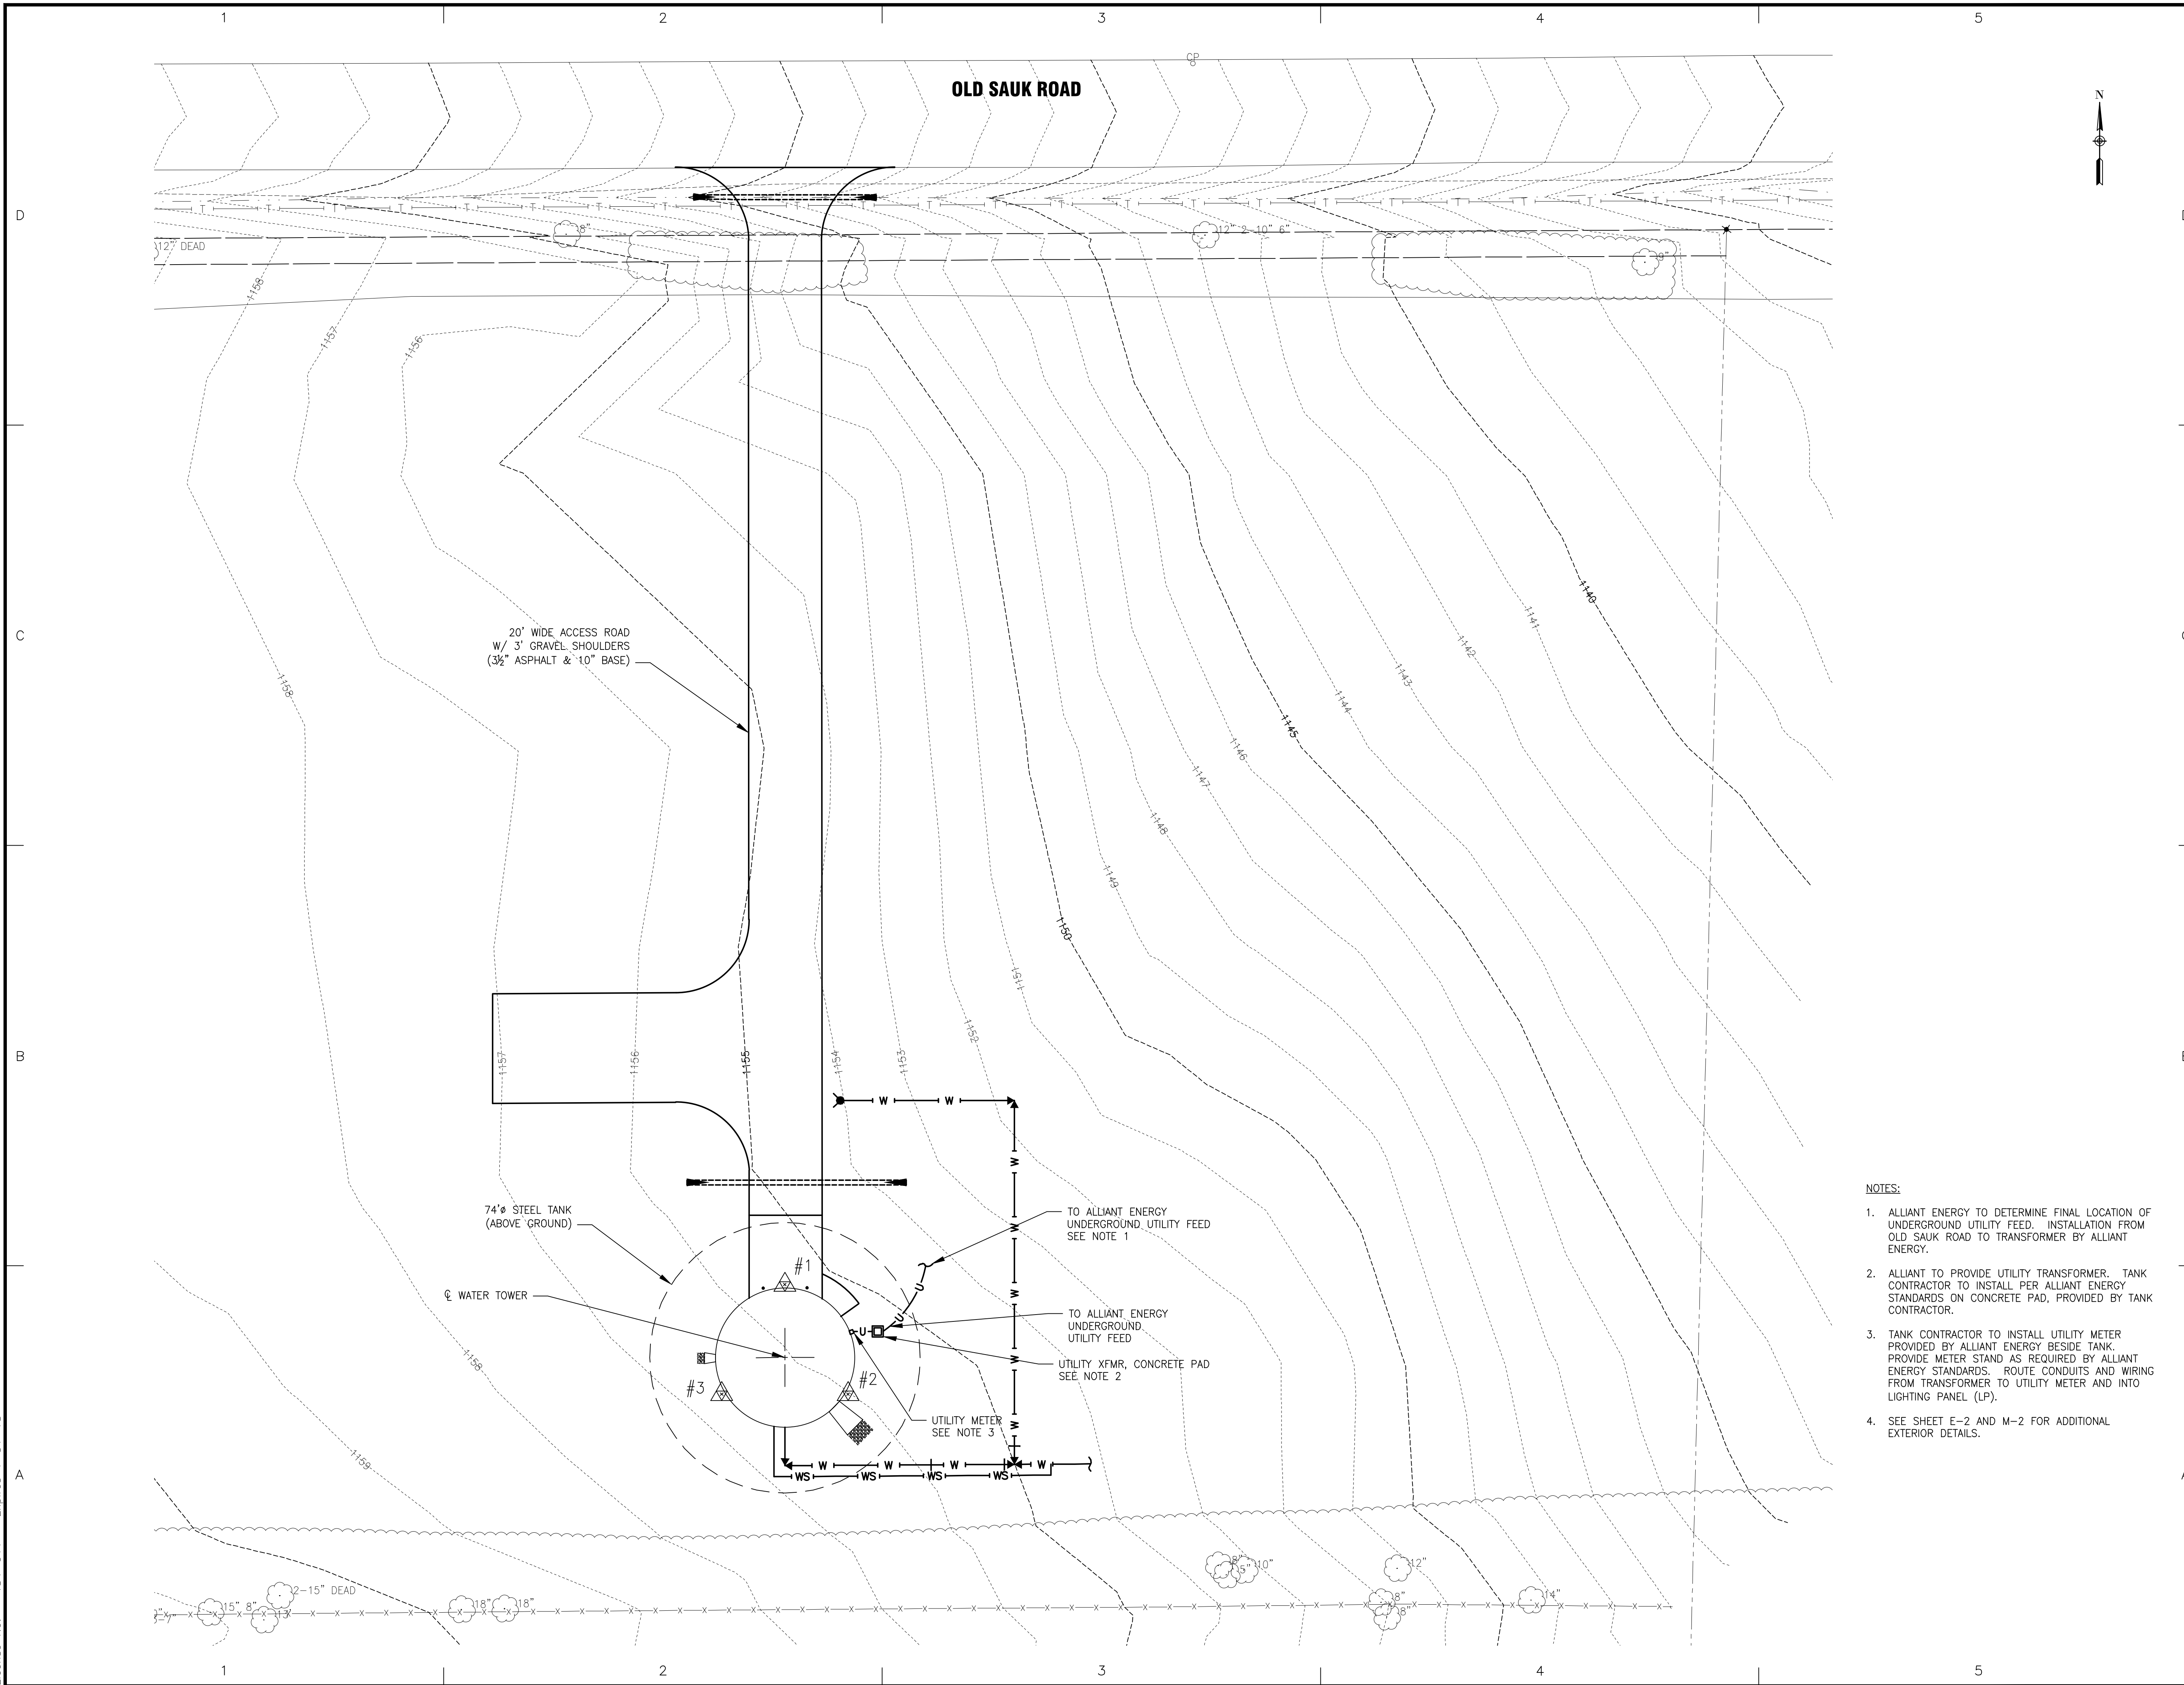 1 2 3 4 5
CP
OLD SAUK ROAD
N
D
T T T T T T T T T T T T T T T T T T T T T T T T T
12" DEAD
8"
12" 2-10" 6"
9"
1158
1157
1156
1140
1141
C
20' WIDE ACCESS ROAD
W/ 3' GRAVEL SHOULDERS
(3½" ASPHALT & 10" BASE)
1142
1143
1158
1144
1145
1146
1147
1148
1149
1150
1151
1152
B
1157 1156 1155 1154 1153
W W
W
W
W
W
W
NOTES:
1. ALLIANT ENERGY TO DETERMINE FINAL LOCATION OF
UNDERGROUND UTILITY FEED. INSTALLATION FROM
OLD SAUK ROAD TO TRANSFORMER BY ALLIANT
ENERGY.
2. ALLIANT TO PROVIDE UTILITY TRANSFORMER. TANK
CONTRACTOR TO INSTALL PER ALLIANT ENERGY
STANDARDS ON CONCRETE PAD, PROVIDED BY TANK
CONTRACTOR.
3. TANK CONTRACTOR TO INSTALL UTILITY METER
PROVIDED BY ALLIANT ENERGY BESIDE TANK.
PROVIDE METER STAND AS REQUIRED BY ALLIANT
ENERGY STANDARDS. ROUTE CONDUITS AND WIRING
FROM TRANSFORMER TO UTILITY METER AND INTO
LIGHTING PANEL (LP).
4. SEE SHEET E-2 AND M-2 FOR ADDITIONAL
EXTERIOR DETAILS.
74'ø STEEL TANK
(ABOVE GROUND)
TO ALLIANT ENERGY
UNDERGROUND UTILITY FEED
SEE NOTE 1
#1
℄ WATER TOWER
U
U
U
TO ALLIANT ENERGY
UNDERGROUND
UTILITY FEED
UTILITY XFMR, CONCRETE PAD
SEE NOTE 2
#3
#2
UTILITY METER
SEE NOTE 3
1158
1159
A
W W W W
WS WS WS WS
8"
5"
10"
12"
2-15" DEAD
15" 8"
13"
18"
18"
8"
8"
14"
1 2 3 4 5